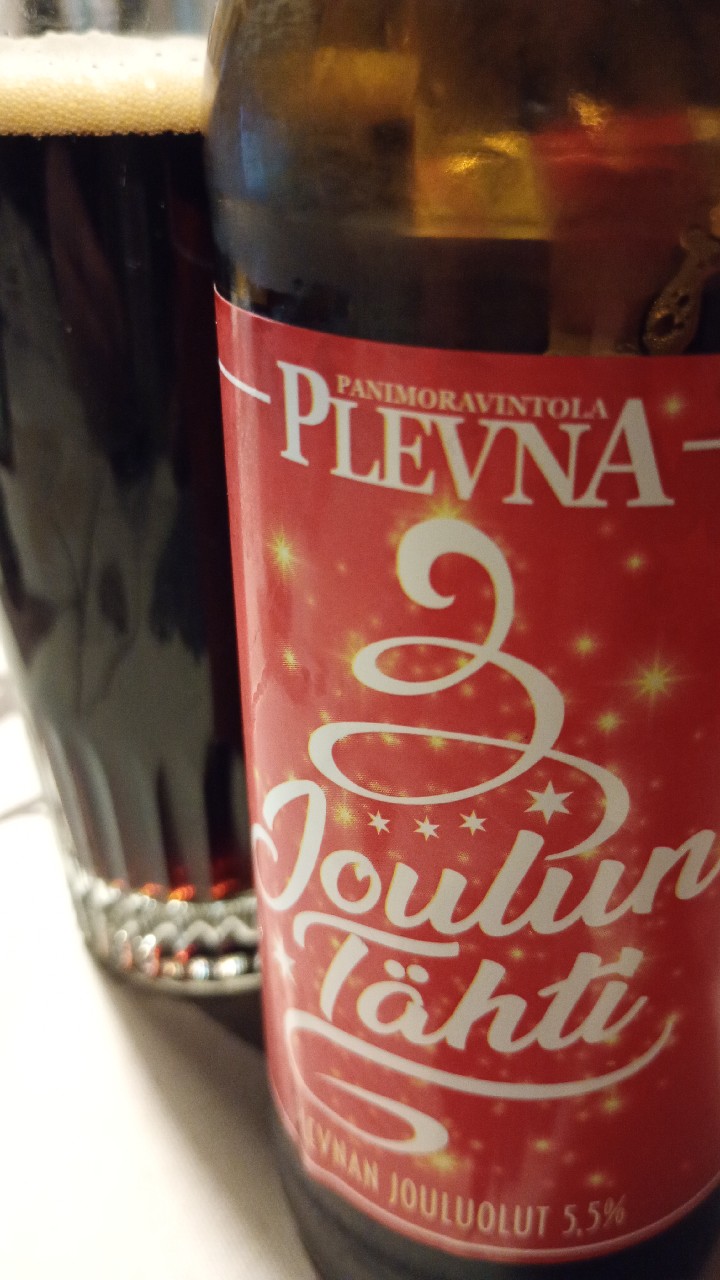 PANIMORAVINTOLA
PLEVNA
Joulun
Tähti
JOULUOLUT 5,5%